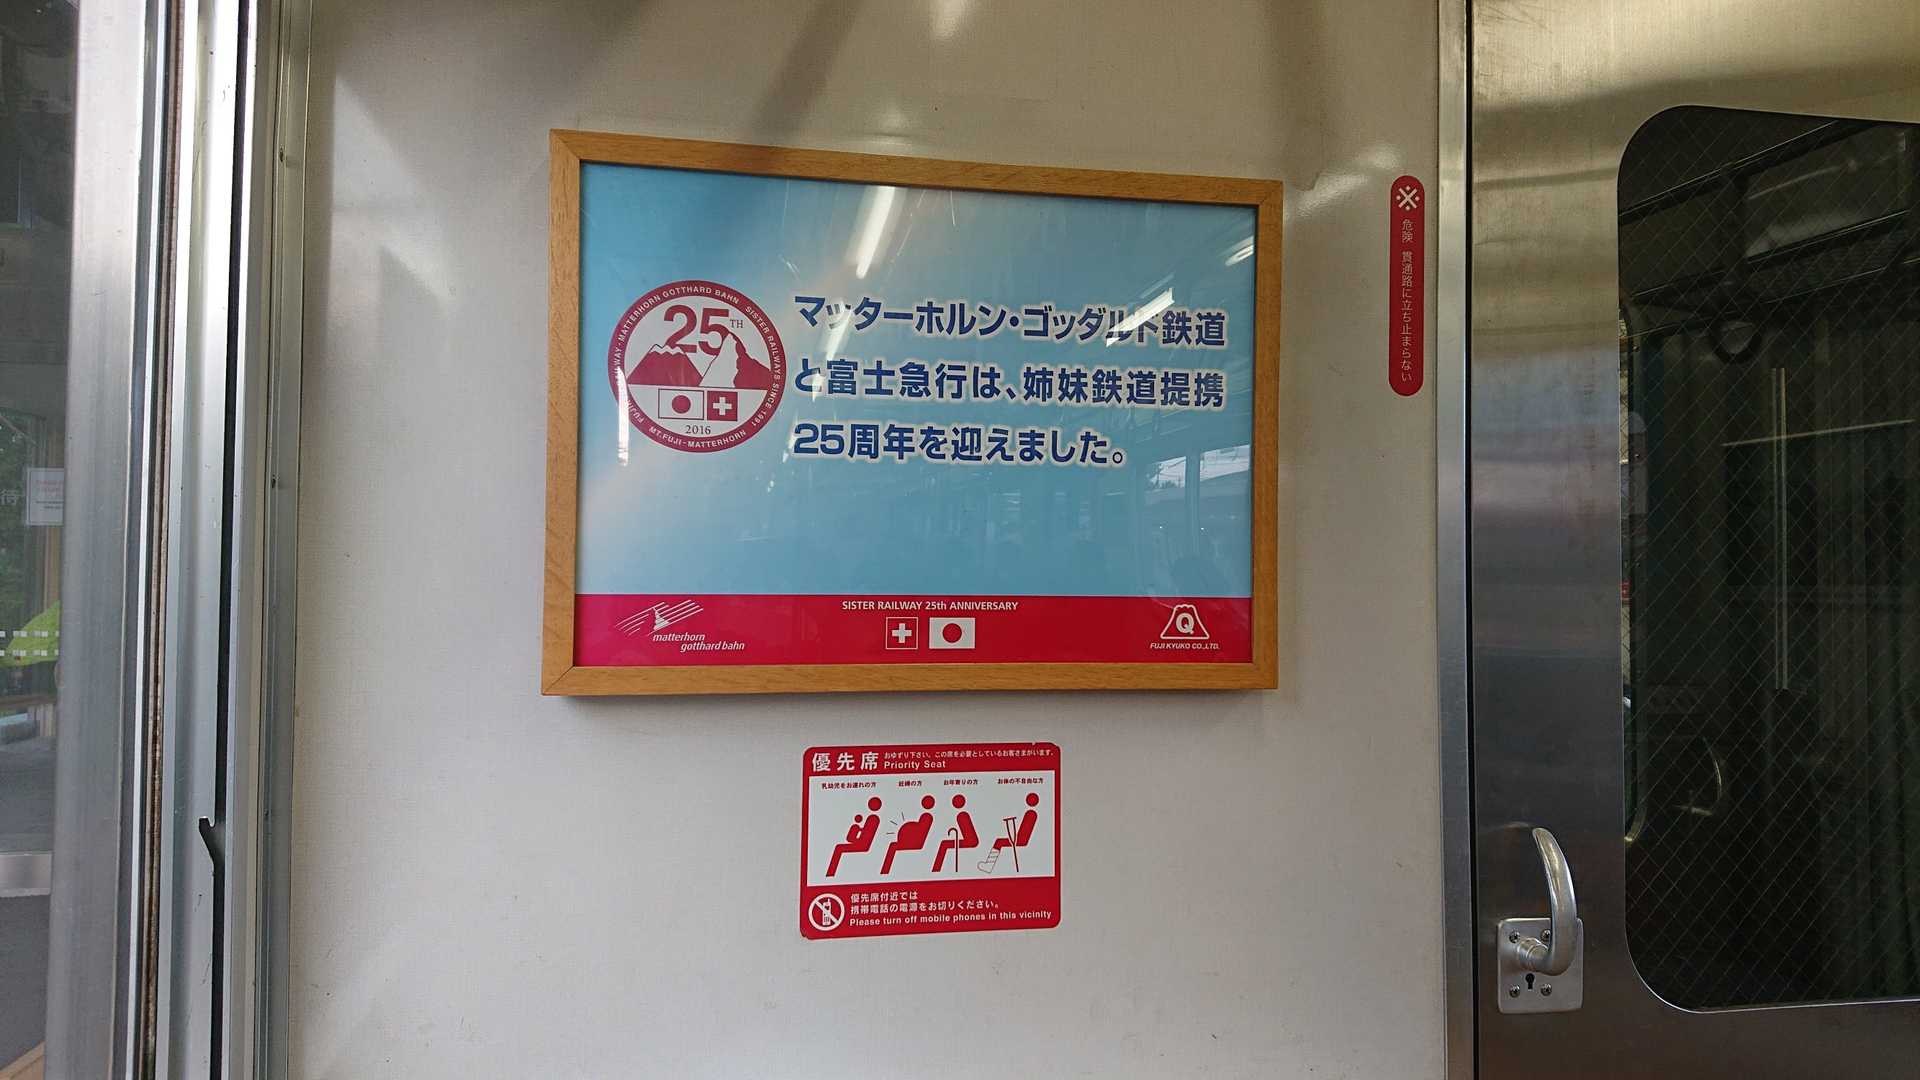 25TH
MATTERHORN GOTTHARD BAHN
SISTER RAILWAYS SINCE 1991
MT.FUJI-MATTERHORN
2016
マッターホルン・ゴッダルト鉄道
と富士急行は、姉妹鉄道提携
25周年を迎えました。
matterhorn
gotthard bahn
SISTER RAILWAY 25th ANNIVERSARY
Q
FUJI KYUKO CO.,LTD.
※ 危険 貫通路に立ち止まらない
優先席 おゆずり下さい。この席を必要としているお客さまがいます。
Priority Seat
乳幼児をお連れの方 妊婦の方 お年寄りの方 お体の不自由な方
優先席付近では
携帯電話の電源をお切りください。
Please turn off mobile phones in this vicinity
待